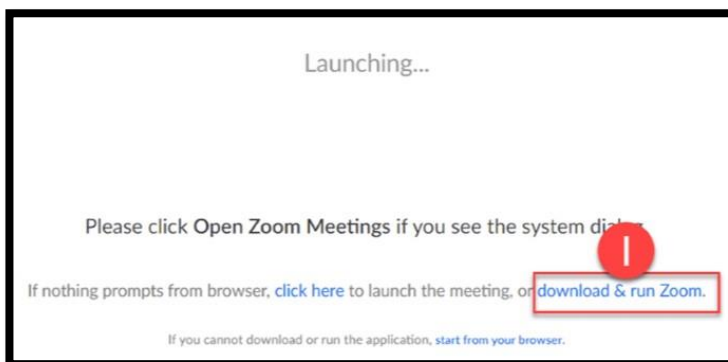 Launching...
Please click Open Zoom Meetings if you see the system dialog
I
If nothing prompts from browser, click here to launch the meeting, or download & run Zoom.
If you cannot download or run the application, start from your browser.